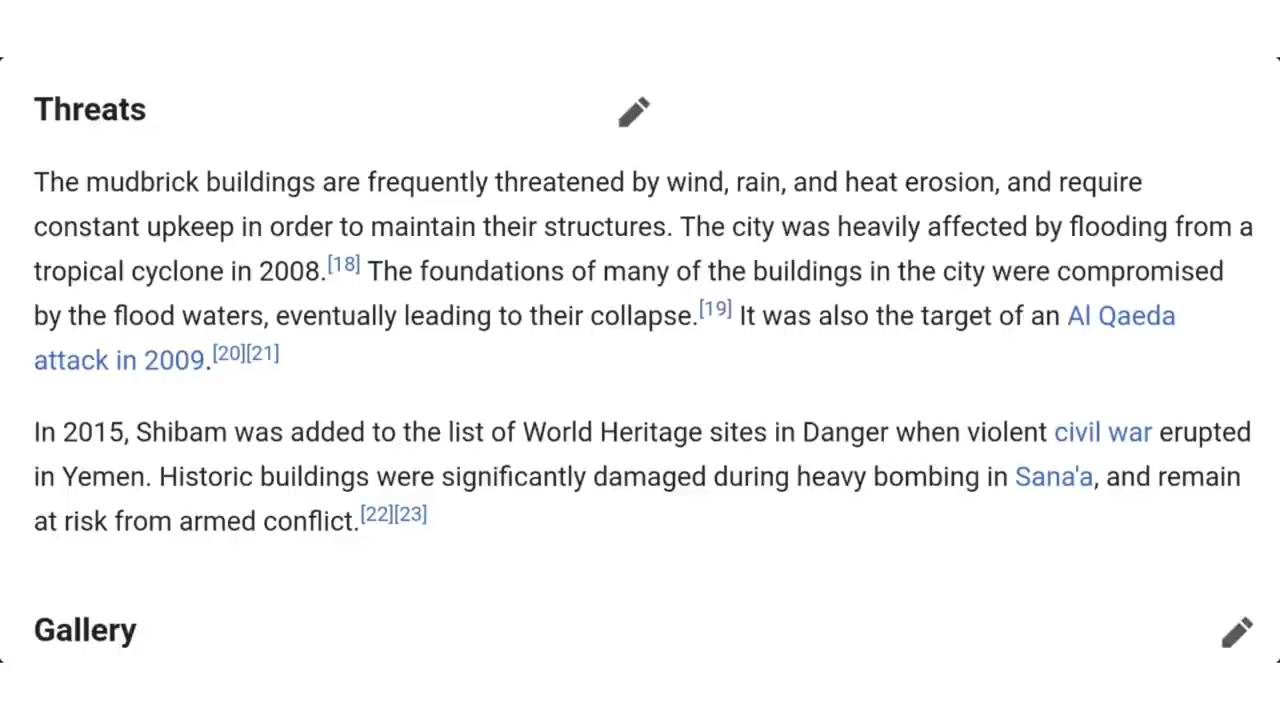 Threats
The mudbrick buildings are frequently threatened by wind, rain, and heat erosion, and require
constant upkeep in order to maintain their structures. The city was heavily affected by flooding from a
tropical cyclone in 2008.[18] The foundations of many of the buildings in the city were compromised
by the flood waters, eventually leading to their collapse.[19] It was also the target of an Al Qaeda
attack in 2009.[20][21]
In 2015, Shibam was added to the list of World Heritage sites in Danger when violent civil war erupted
in Yemen. Historic buildings were significantly damaged during heavy bombing in Sana'a, and remain
at risk from armed conflict.[22][23]
Gallery